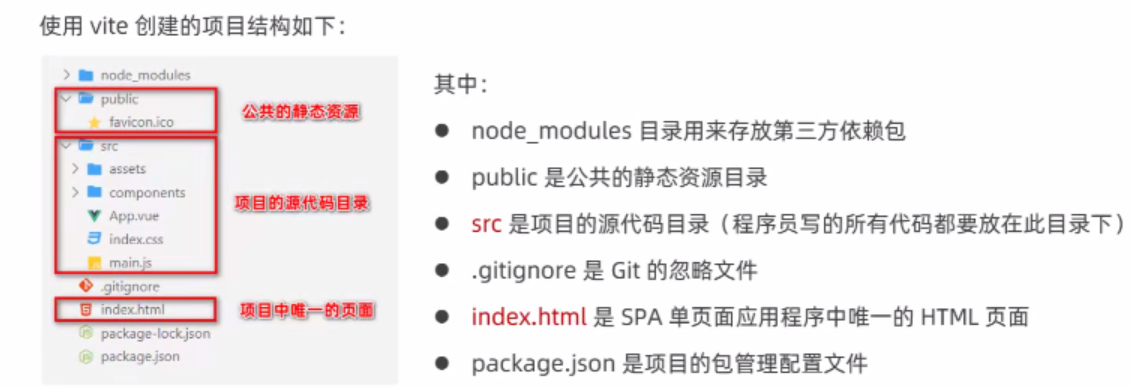 使用 vite 创建的项目结构如下：
node_modules
public
favicon.ico
公共的静态资源
src
assets
components
App.vue
index.css
main.js
项目的源代码目录
.gitignore
index.html
项目中唯一的页面
package-lock.json
package.json
其中：
● node_modules 目录用来存放第三方依赖包
● public 是公共的静态资源目录
● src 是项目的源代码目录（程序员写的所有代码都要放在此目录下）
● .gitignore 是 Git 的忽略文件
● index.html 是 SPA 单页面应用程序中唯一的 HTML 页面
● package.json 是项目的包管理配置文件